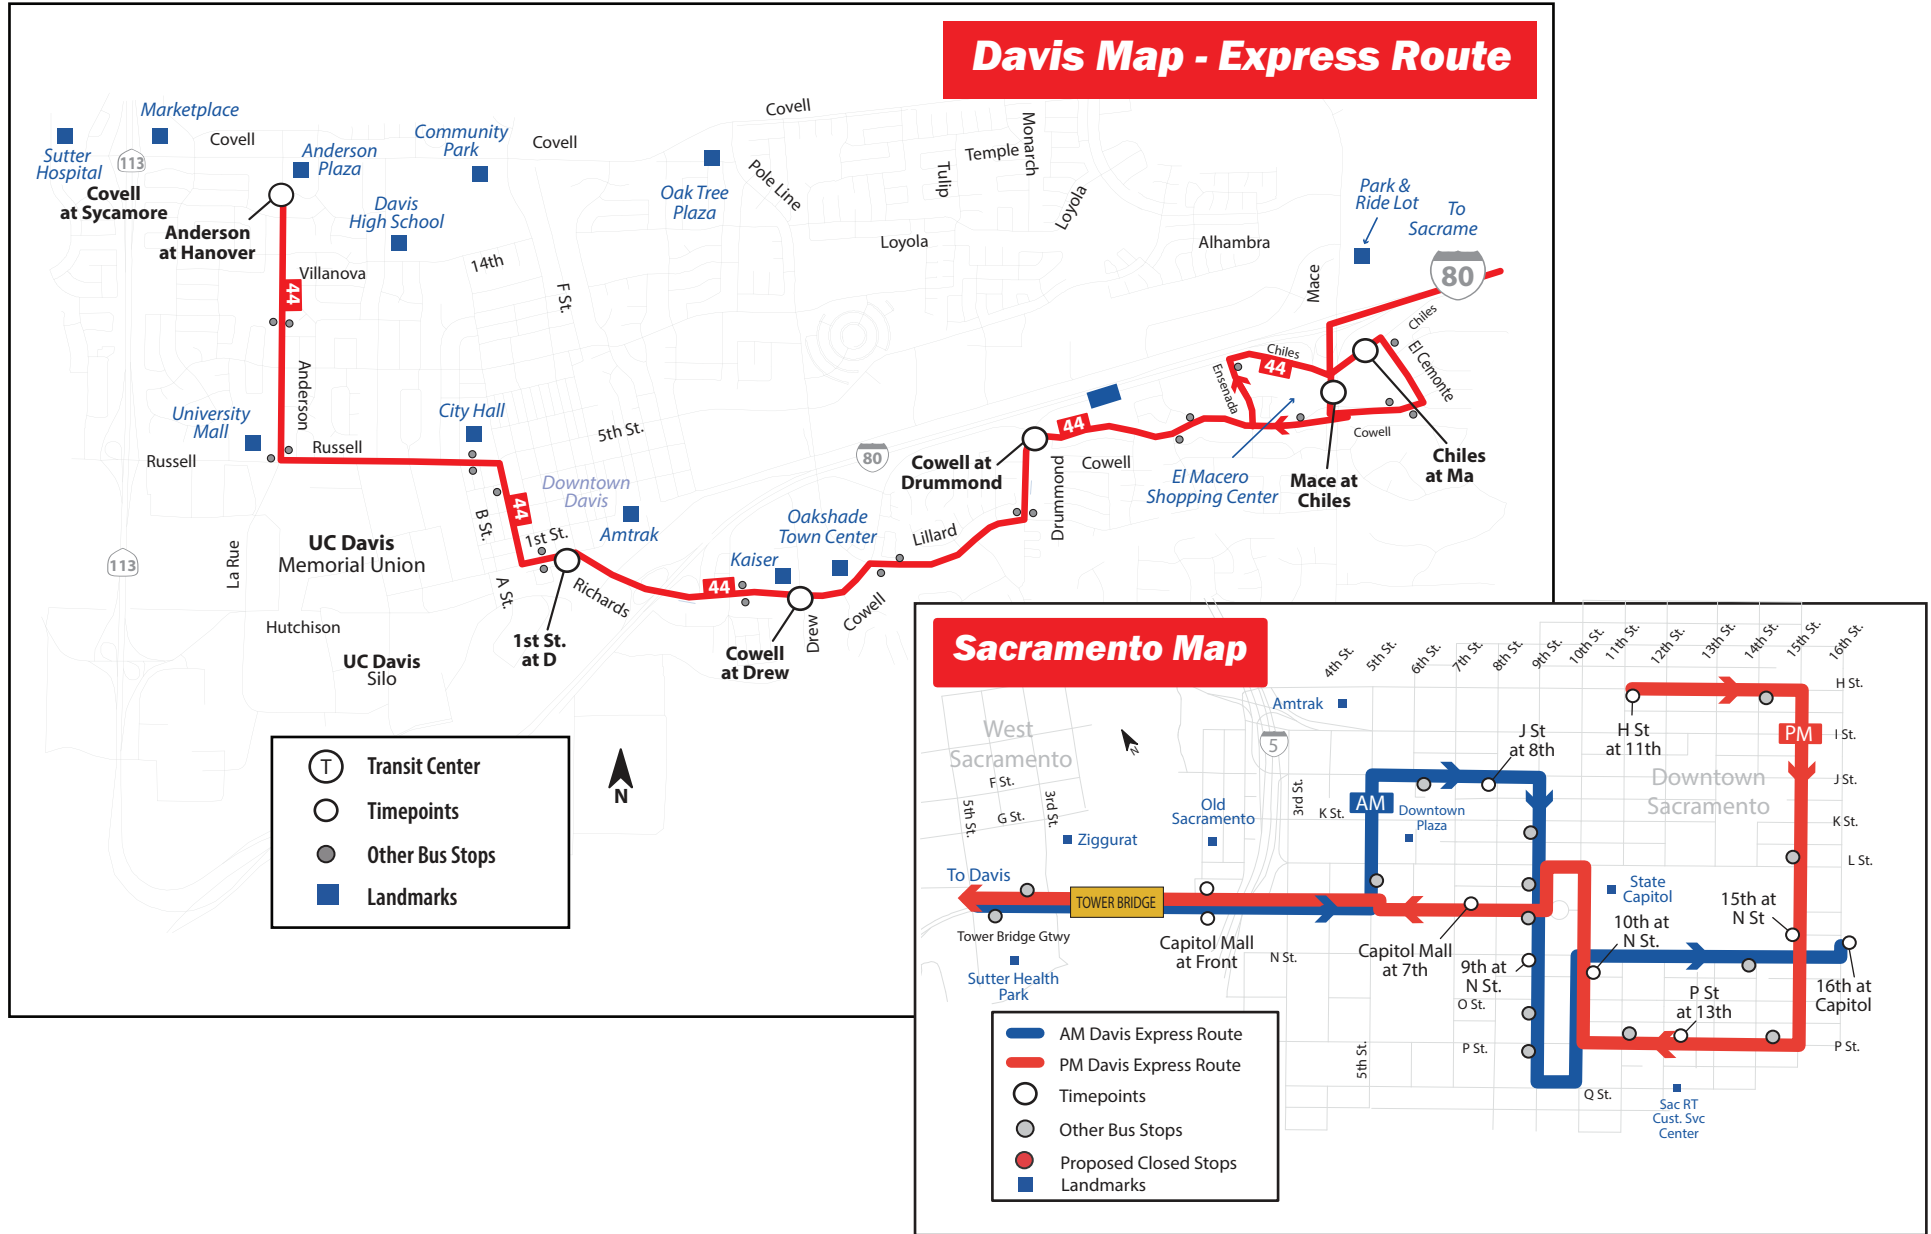 Davis Map - Express Route
Marketplace
Sutter
Hospital
113
Covell
Covell
at Sycamore
Anderson
Plaza
Anderson
at Hanover
Community
Park
Covell
Davis
High School
Villanova
14th
F St.
44
Anderson
Covell
Oak Tree
Plaza
Pole Line
Temple
Monarch
Tulip
Loyola
Loyola
Alhambra
Mace
Park &
Ride Lot
To
Sacrame
80
Chiles
El Cemonte
Chiles
44
Ensenada
Cowell
Chiles
at Ma
Mace at
Chiles
El Macero
Shopping Center
44
Cowell
Cowell at
Drummond
Drummond
80
5th St.
University
Mall
City Hall
Russell
Russell
Downtown
Davis
Amtrak
44
B St.
1st St.
A St.
UC Davis
Memorial Union
La Rue
113
Hutchison
UC Davis
Silo
1st St.
at D
Richards
Kaiser
44
Oakshade
Town Center
Lillard
Cowell
Drew
Cowell
at Drew
T
Transit Center
Timepoints
Other Bus Stops
Landmarks
N
Sacramento Map
4th St.
5th St.
6th St.
7th St.
8th St.
9th St.
10th St.
11th St.
12th St.
13th St.
14th St.
15th St.
16th St.
H St.
I St.
J St.
K St.
L St.
P St.
Amtrak
5
West
Sacramento
N
F St.
G St.
5th St.
3rd St.
3rd St.
K St.
Ziggurat
Old
Sacramento
AM
Downtown
Plaza
J St
at 8th
H St
at 11th
PM
Downtown
Sacramento
To Davis
TOWER BRIDGE
Tower Bridge Gtwy
Sutter Health
Park
Capitol Mall
at Front
N St.
Capitol Mall
at 7th
9th at
N St.
O St.
P St.
5th St.
State
Capitol
10th at
N St.
15th at
N St
P St
at 13th
16th at
Capitol
Q St.
Sac RT
Cust. Svc
Center
AM Davis Express Route
PM Davis Express Route
Timepoints
Other Bus Stops
Proposed Closed Stops
Landmarks